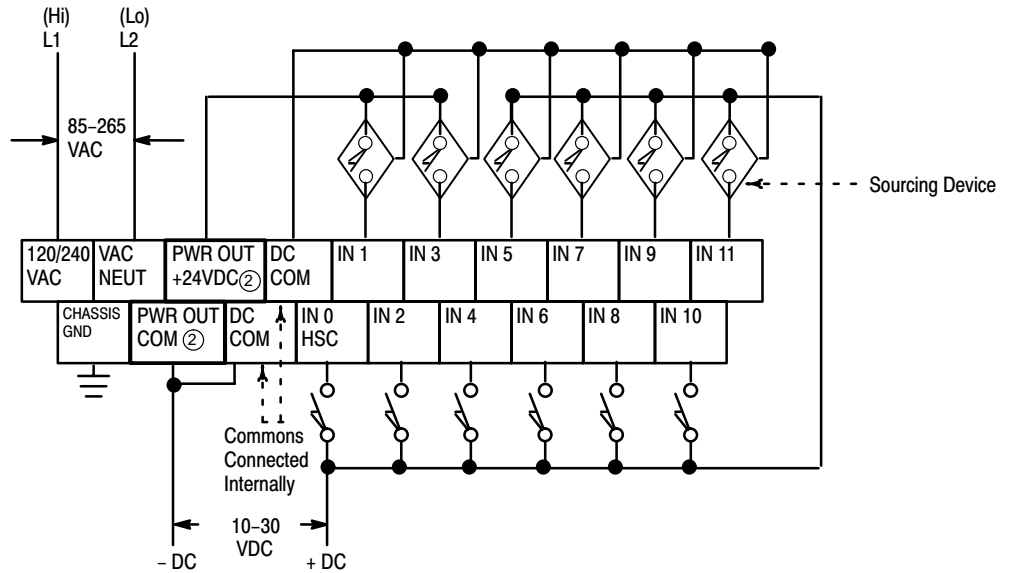 (Hi)
L1
(Lo)
L2
85–265
VAC
Sourcing Device
120/240
VAC
VAC
NEUT
PWR OUT
+24VDC②
DC
COM
IN 1
IN 3
IN 5
IN 7
IN 9
IN 11
CHASSIS
GND
PWR OUT
COM ②
DC
COM
IN 0
HSC
IN 2
IN 4
IN 6
IN 8
IN 10
Commons
Connected
Internally
10–30
VDC
– DC
+ DC